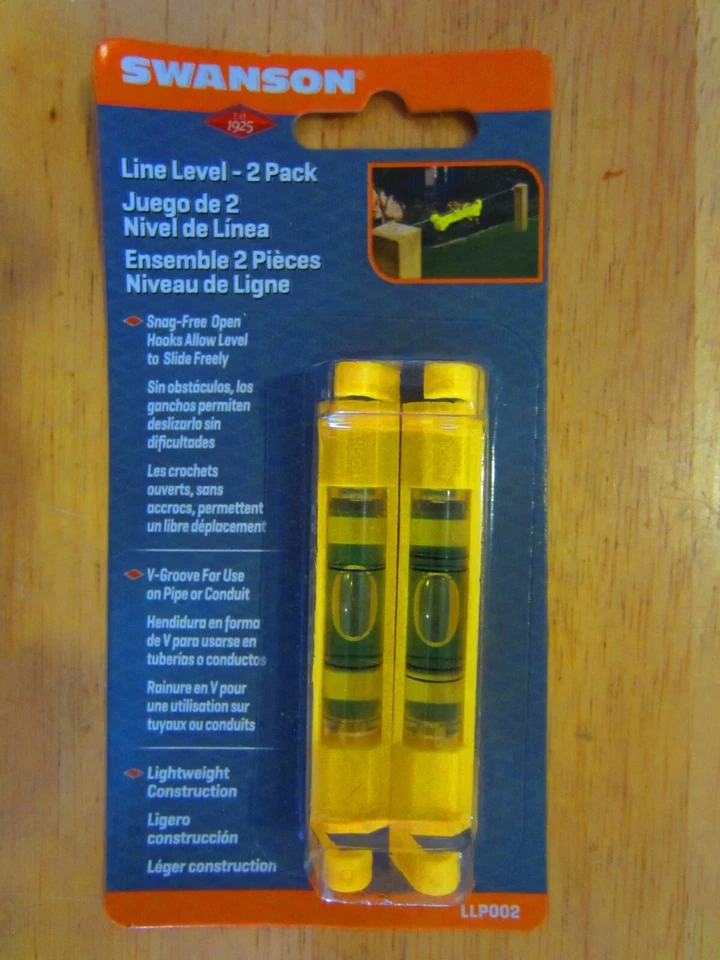 SWANSON®
Est
1925
Line Level - 2 Pack
Juego de 2
Nivel de Línea
Ensemble 2 Pièces
Niveau de Ligne
Snag-Free Open
Hooks Allow Level
to Slide Freely
Sin obstáculos, los
ganchos permiten
deslizarlo sin
dificultades
Les crochets
ouverts, sans
accrocs, permettent
un libre déplacement
V-Groove For Use
on Pipe or Conduit
Hendidura en forma
de V para usarse en
tuberías o conductos
Rainure en V pour
une utilisation sur
tuyaux ou conduits
Lightweight
Construction
Ligero
construcción
Léger construction
LLP002